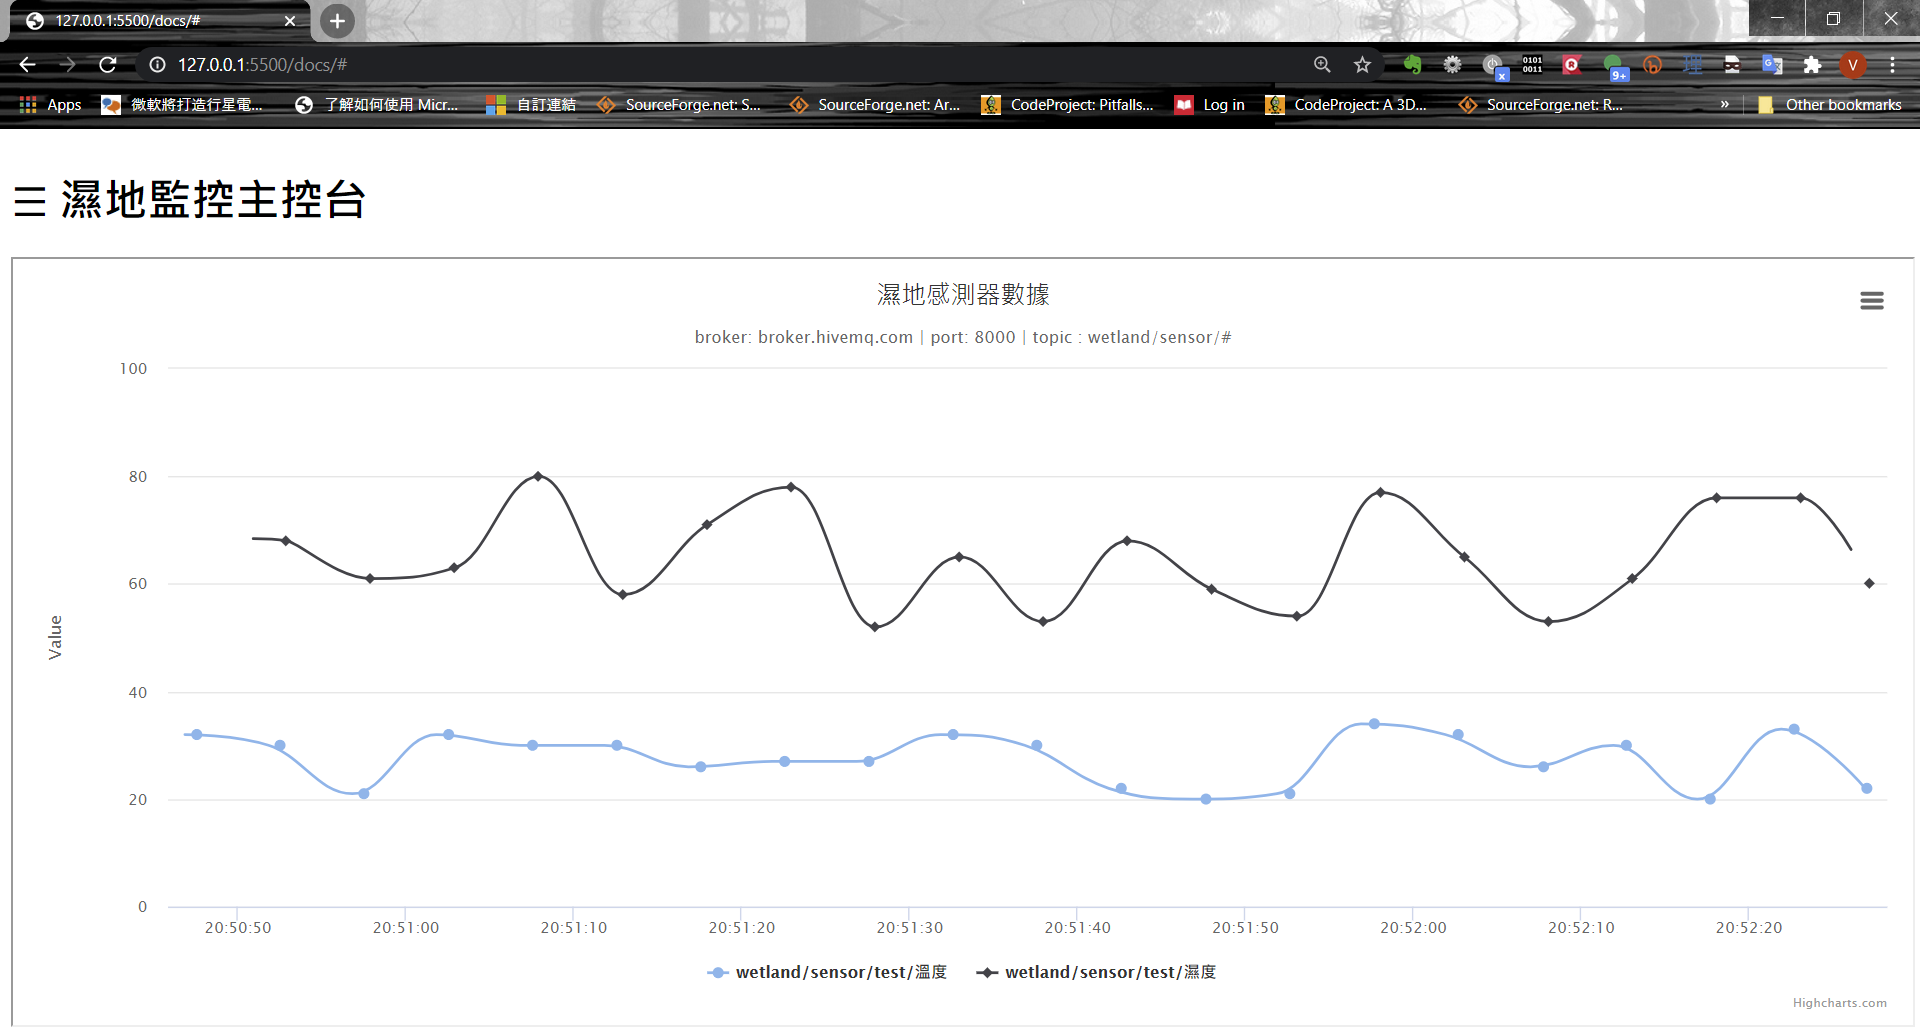 127.0.0.1:5500/docs/#
127.0.0.1:5500/docs/#
0101
0011
9+
理
V
Apps
微軟將打造行星電...
了解如何使用 Micr...
自訂連結
SourceForge.net: S...
SourceForge.net: Ar...
CodeProject: Pitfalls...
Log in
CodeProject: A 3D...
SourceForge.net: R...
»
Other bookmarks
☰ 濕地監控主控台
濕地感測器數據
broker: broker.hivemq.com | port: 8000 | topic : wetland/sensor/#
100
80
60
Value
40
20
0
20:50:50 20:51:00 20:51:10 20:51:20 20:51:30 20:51:40 20:51:50 20:52:00 20:52:10 20:52:20
wetland/sensor/test/溫度 wetland/sensor/test/濕度
Highcharts.com